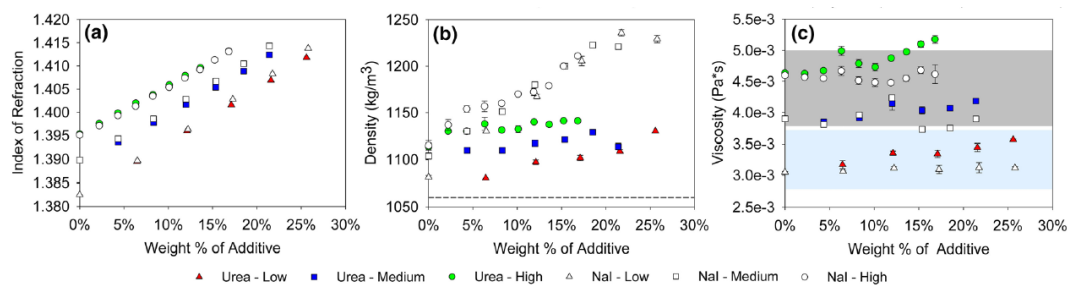 (a)
Index of Refraction
1.420
1.415
1.410
1.405
1.400
1.395
1.390
1.385
1.380
0% 5% 10% 15% 20% 25% 30%
Weight % of Additive
(b)
Density (kg/m³)
1250
1200
1150
1100
1050
0% 5% 10% 15% 20% 25% 30%
Weight % of Additive
(c)
Viscosity (Pa*s)
5.5e-3
5.0e-3
4.5e-3
4.0e-3
3.5e-3
3.0e-3
2.5e-3
0% 5% 10% 15% 20% 25% 30%
Weight % of Additive
Urea - Low Urea - Medium Urea - High NaI - Low NaI - Medium NaI - High